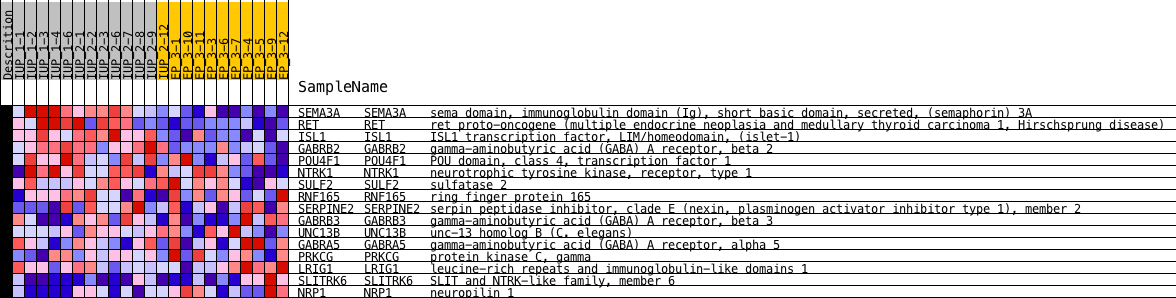 Descrition
IUP_1-1
IUP_1-2
IUP_1-3
IUP_1-4
IUP_1-6
IUP_2-1
IUP_2-2
IUP_2-3
IUP_2-6
IUP_2-7
IUP_2-8
IUP_2-9
IUP_2-12
EP_3-1
EP_3-10
EP_3-11
EP_3-3
EP_3-6
EP_3-7
EP_3-4
EP_3-5
EP_3-9
EP_3-12
SampleName
SEMA3A SEMA3A sema domain, immunoglobulin domain (Ig), short basic domain, secreted, (semaphorin) 3A
RET RET ret proto-oncogene (multiple endocrine neoplasia and medullary thyroid carcinoma 1, Hirschsprung disease)
ISL1 ISL1 ISL1 transcription factor, LIM/homeodomain, (islet-1)
GABRB2 GABRB2 gamma-aminobutyric acid (GABA) A receptor, beta 2
POU4F1 POU4F1 POU domain, class 4, transcription factor 1
NTRK1 NTRK1 neurotrophic tyrosine kinase, receptor, type 1
SULF2 SULF2 sulfatase 2
RNF165 RNF165 ring finger protein 165
SERPINE2 SERPINE2 serpin peptidase inhibitor, clade E (nexin, plasminogen activator inhibitor type 1), member 2
GABRB3 GABRB3 gamma-aminobutyric acid (GABA) A receptor, beta 3
UNC13B UNC13B unc-13 homolog B (C. elegans)
GABRA5 GABRA5 gamma-aminobutyric acid (GABA) A receptor, alpha 5
PRKCG PRKCG protein kinase C, gamma
LRIG1 LRIG1 leucine-rich repeats and immunoglobulin-like domains 1
SLITRK6 SLITRK6 SLIT and NTRK-like family, member 6
NRP1 NRP1 neuropilin 1